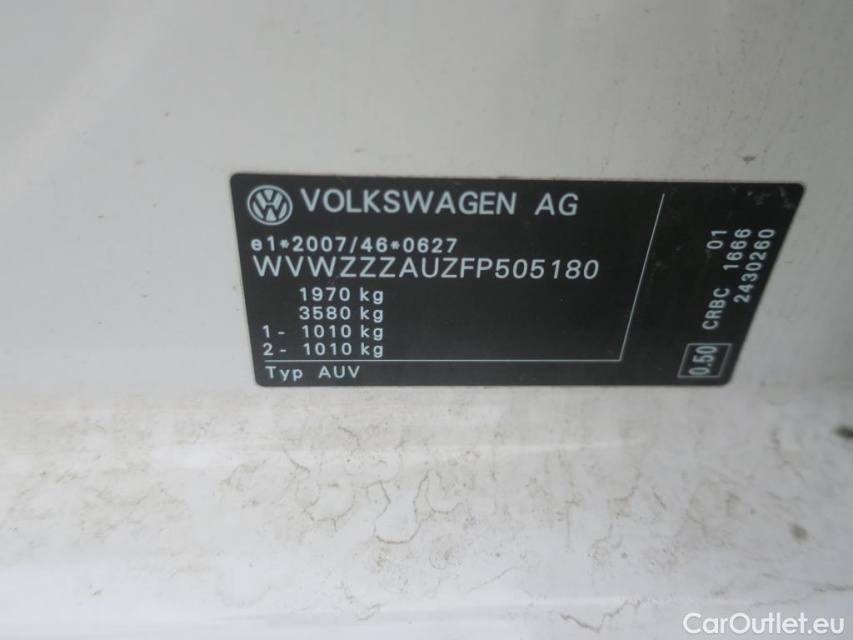 VOLKSWAGEN AG
e1*2007/46*0627
WVWZZZAUZFP505180
1970 kg
3580 kg
1- 1010 kg
2- 1010 kg
Typ AUV
01
CRBC 1666
2430260
0.50
CarOutlet.eu